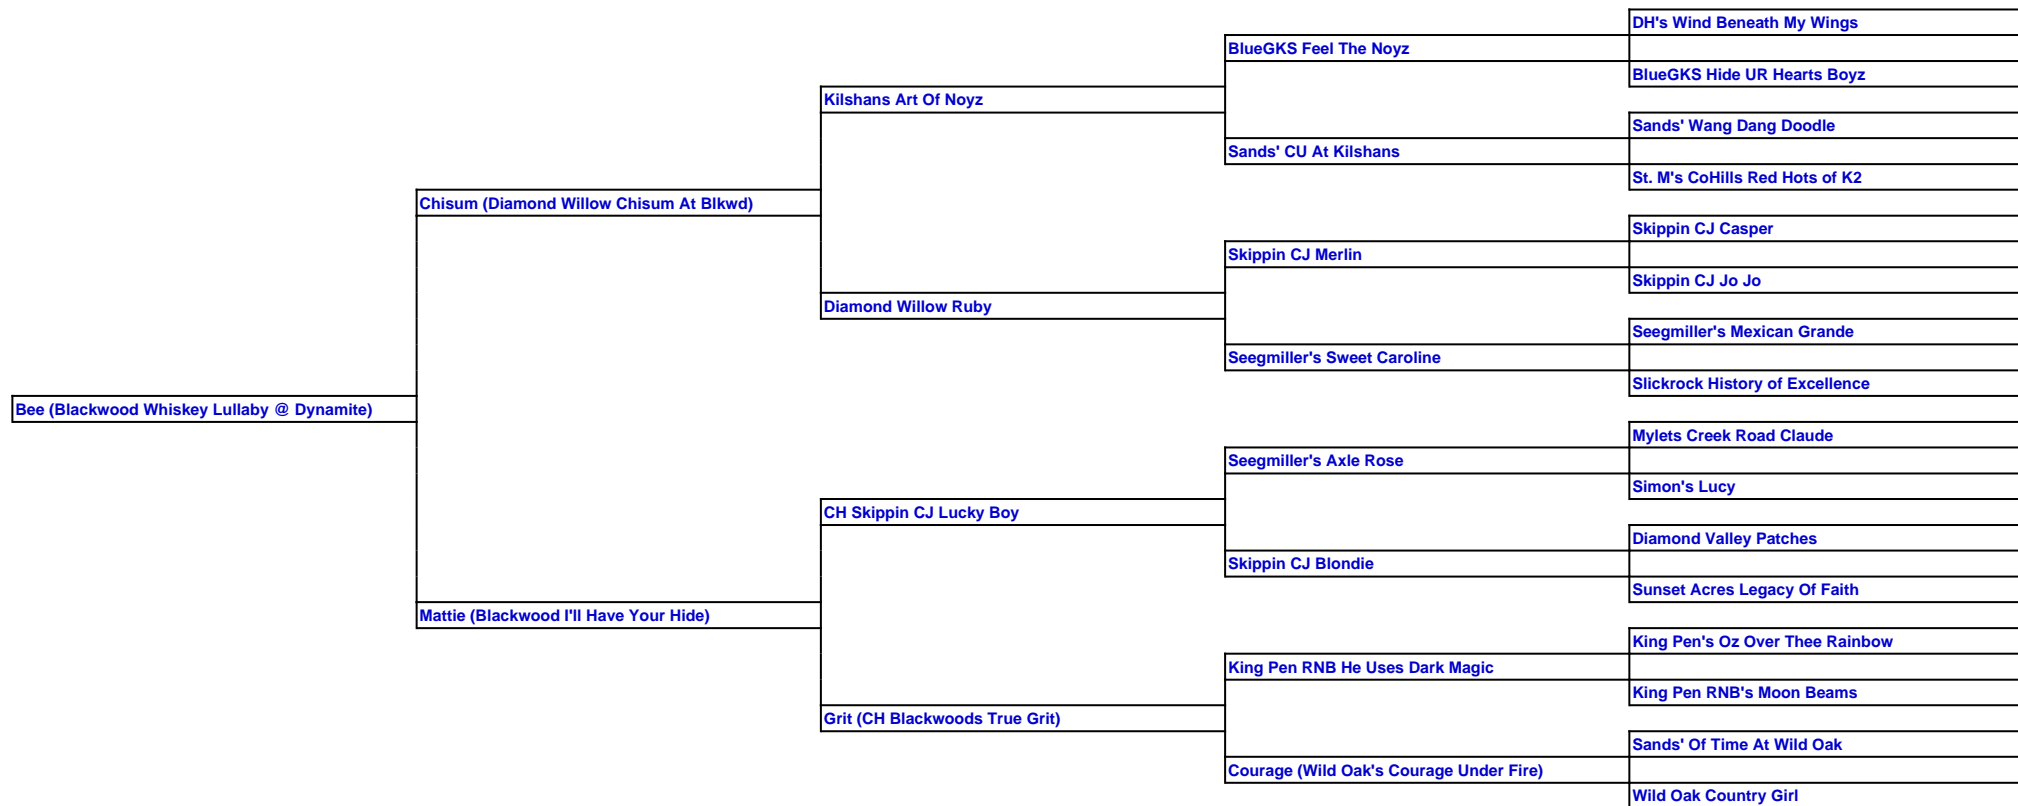 DH's Wind Beneath My Wings
BlueGKS Feel The Noyz
BlueGKS Hide UR Hearts Boyz
Kilshans Art Of Noyz
Sands' Wang Dang Doodle
Sands' CU At Kilshans
St. M's CoHills Red Hots of K2
Chisum (Diamond Willow Chisum At Blkwd)
Skippin CJ Casper
Skippin CJ Merlin
Skippin CJ Jo Jo
Diamond Willow Ruby
Seegmiller's Mexican Grande
Seegmiller's Sweet Caroline
Slickrock History of Excellence
Bee (Blackwood Whiskey Lullaby @ Dynamite)
Mylets Creek Road Claude
Seegmiller's Axle Rose
Simon's Lucy
CH Skippin CJ Lucky Boy
Diamond Valley Patches
Skippin CJ Blondie
Sunset Acres Legacy Of Faith
Mattie (Blackwood I'll Have Your Hide)
King Pen's Oz Over Thee Rainbow
King Pen RNB He Uses Dark Magic
King Pen RNB's Moon Beams
Grit (CH Blackwoods True Grit)
Sands' Of Time At Wild Oak
Courage (Wild Oak's Courage Under Fire)
Wild Oak Country Girl